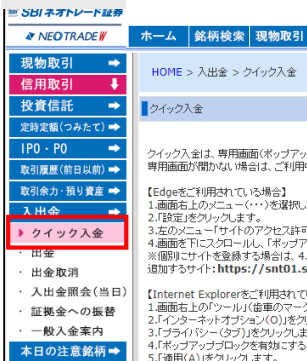 SBI ネオトレード証券
NEOTRADE W
ホーム
銘柄検索
現物取引
現物取引
信用取引
投資信託
定時定額(つみたて)
IPO・PO
取引履歴(前日以前)
取引余力・預り資産
入出金
クイック入金
・ 出金
・ 出金取消
・ 入出金照会(当日)
・ 証拠金への振替
・ 一般入金案内
本日の注意銘柄
HOME > 入出金 > クイック入金
クイック入金
クイック入金は、専用画面(ポップアッ
専用画面が開かない場合は、ご利用
【Edgeをご利用されている場合】
1.画面右上のメニュー(・・・)を選択し
2.「設定」をクリックします。
3.左のメニュー「サイトのアクセス許可
4.画面を下にスクロールし、「ポップア
※個別にサイトを登録する場合は、
追加するサイト:https://snt01.s
【Internet Explorerをご利用されて
1.画面右上の「ツール」(歯車のマーク
2.「インターネットオプション(O)」をク
3.「プライバシー(タブ)」をクリックしま
4.「ポップアップブロックを有効にする
5.「適用(A)」をクリックします。